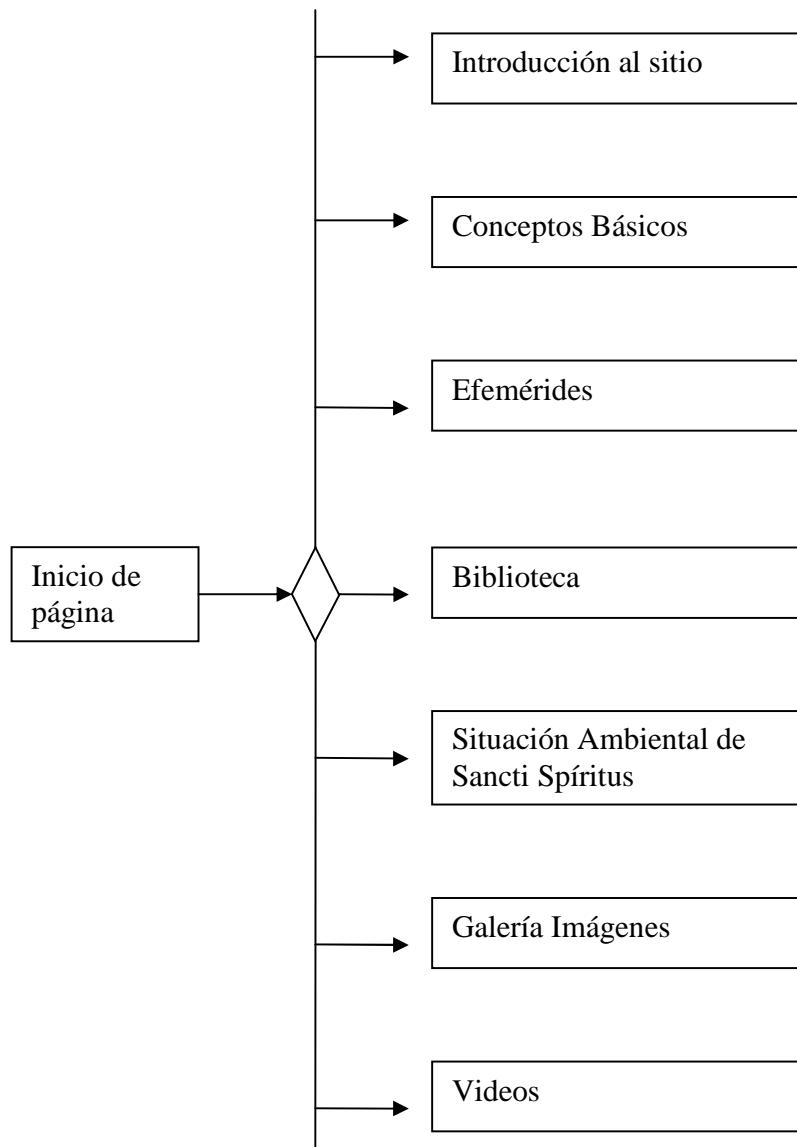 Introducción al sitio
Conceptos Básicos
Efemérides
Inicio de
página
Biblioteca
Situación Ambiental de
Sancti Spíritus
Galería Imágenes
Videos